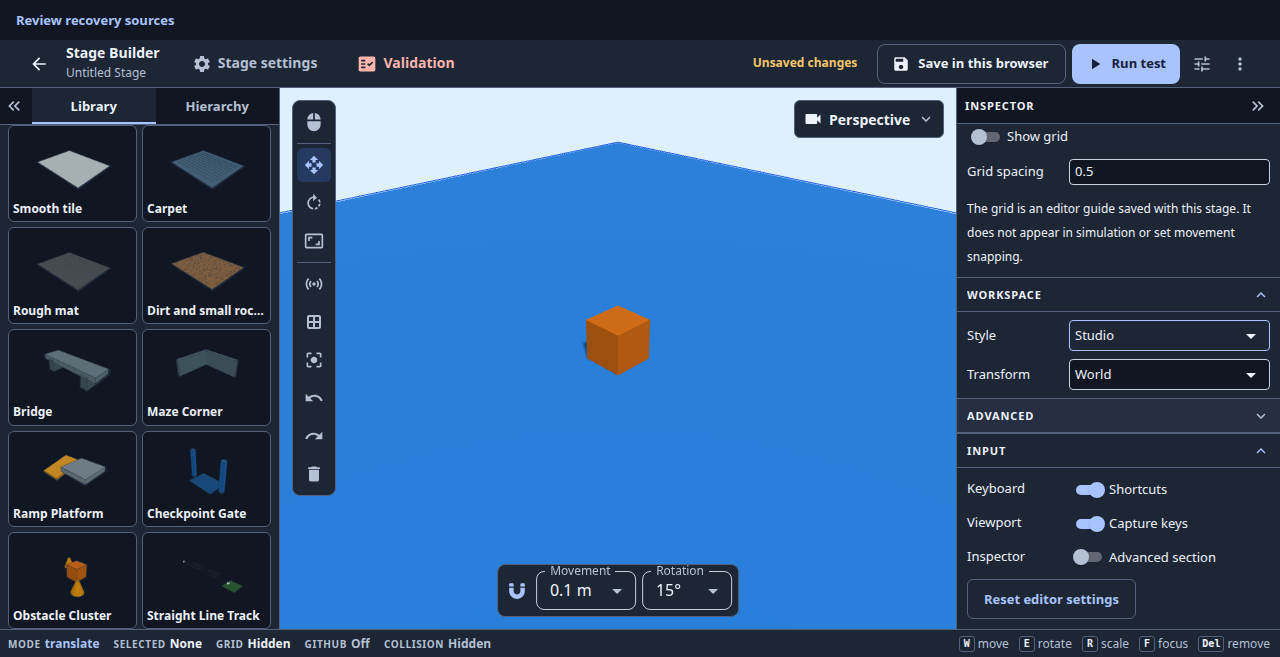 Review recovery sources
Stage Builder
Untitled Stage
Stage settings
Validation
Unsaved changes
Save in this browser
Run test
Library
Hierarchy
Smooth tile
Carpet
Rough mat
Dirt and small roc...
Bridge
Maze Corner
Ramp Platform
Checkpoint Gate
Obstacle Cluster
Straight Line Track
Perspective
Movement
0.1 m
Rotation
15°
INSPECTOR
Show grid
Grid spacing
0.5
The grid is an editor guide saved with this stage. It
does not appear in simulation or set movement
snapping.
WORKSPACE
Style
Studio
Transform
World
ADVANCED
INPUT
Keyboard
Shortcuts
Viewport
Capture keys
Inspector
Advanced section
Reset editor settings
MODE translate
SELECTED None
GRID Hidden
GITHUB Off
COLLISION Hidden
W move
E rotate
R scale
F focus
Del remove